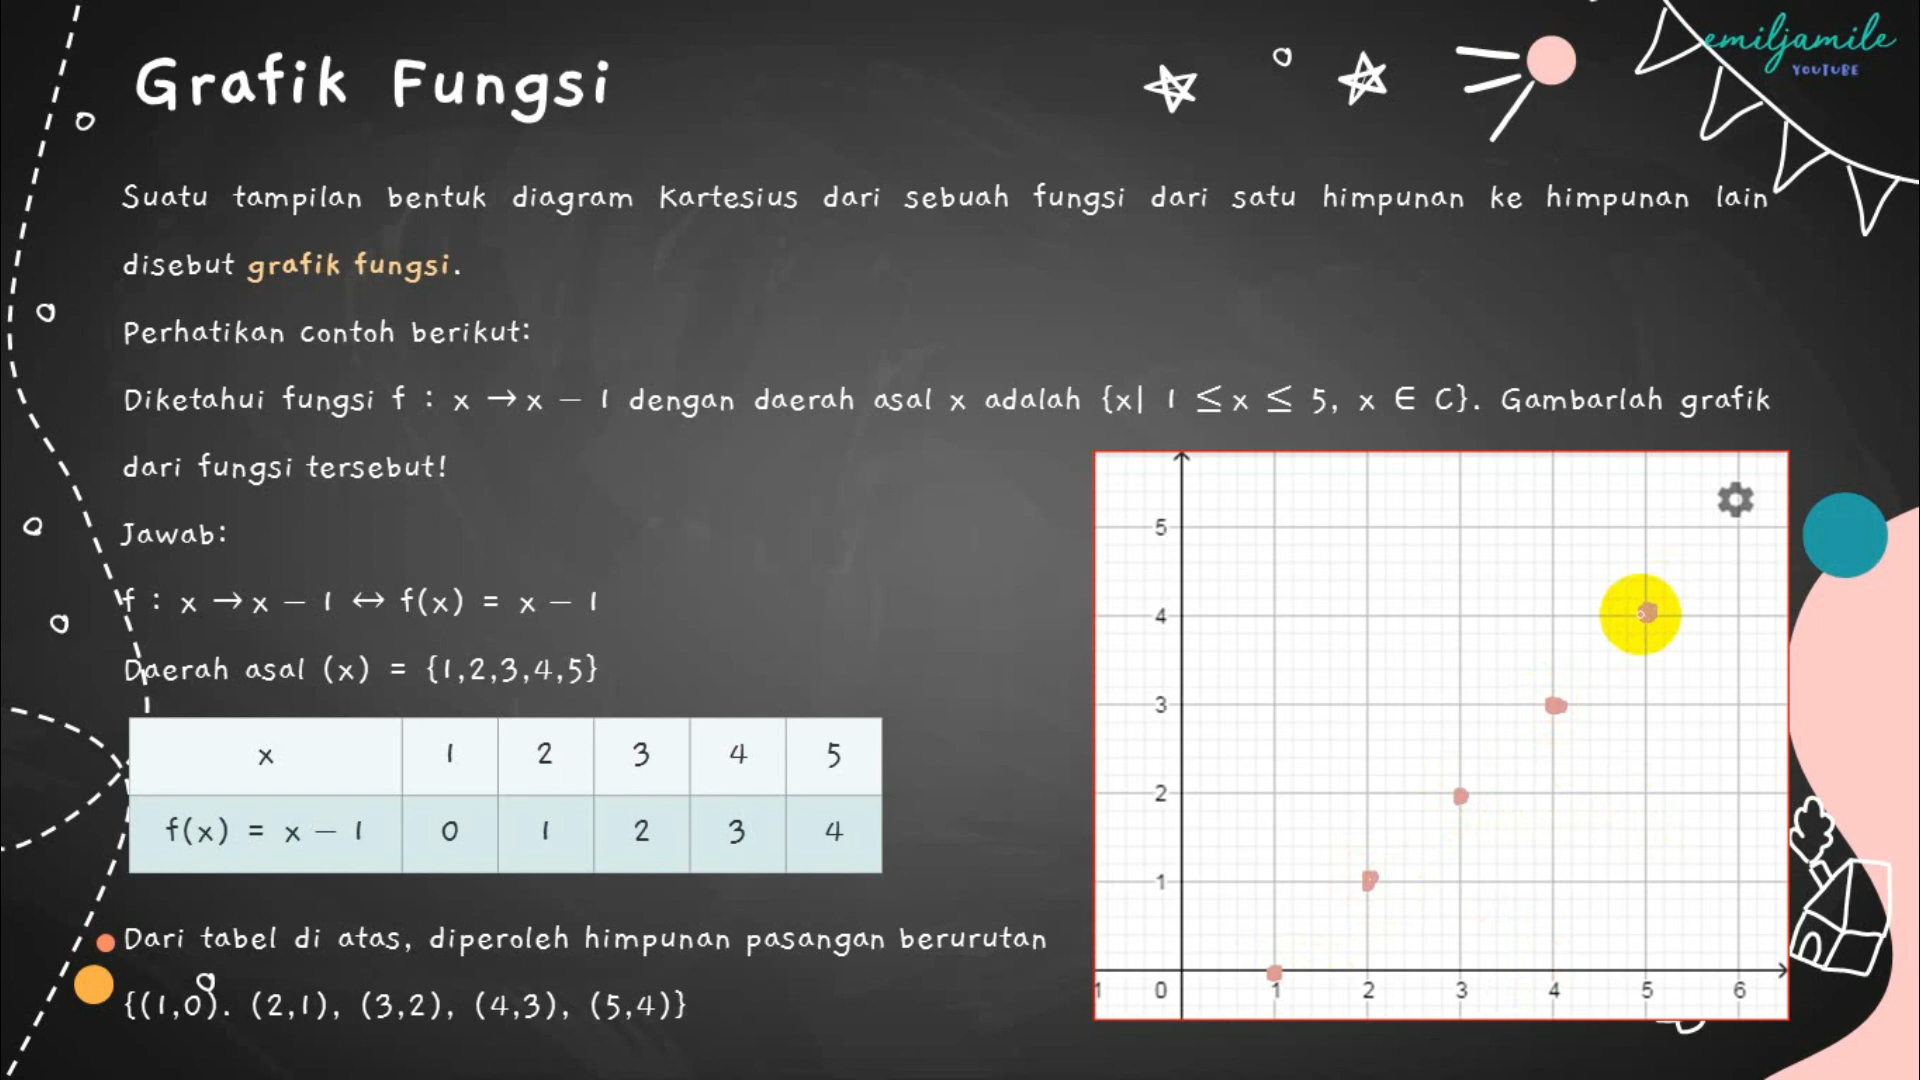 emiljamile
YOUTUBE
Grafik Fungsi
Suatu tampilan bentuk diagram Kartesius dari sebuah fungsi dari satu himpunan ke himpunan lain
disebut grafik fungsi.
Perhatikan contoh berikut:
Diketahui fungsi f : x → x − 1 dengan daerah asal x adalah {x| 1 ≤ x ≤ 5, x ∈ C}. Gambarlah grafik
dari fungsi tersebut!
Jawab:
f : x → x − 1 ↔ f(x) = x − 1
Daerah asal (x) = {1,2,3,4,5}
x 1 2 3 4 5
f(x) = x − 1 0 1 2 3 4
Dari tabel di atas, diperoleh himpunan pasangan berurutan
{(1,0). (2,1), (3,2), (4,3), (5,4)}
5
4
3
2
1
1 0 1 2 3 4 5 6